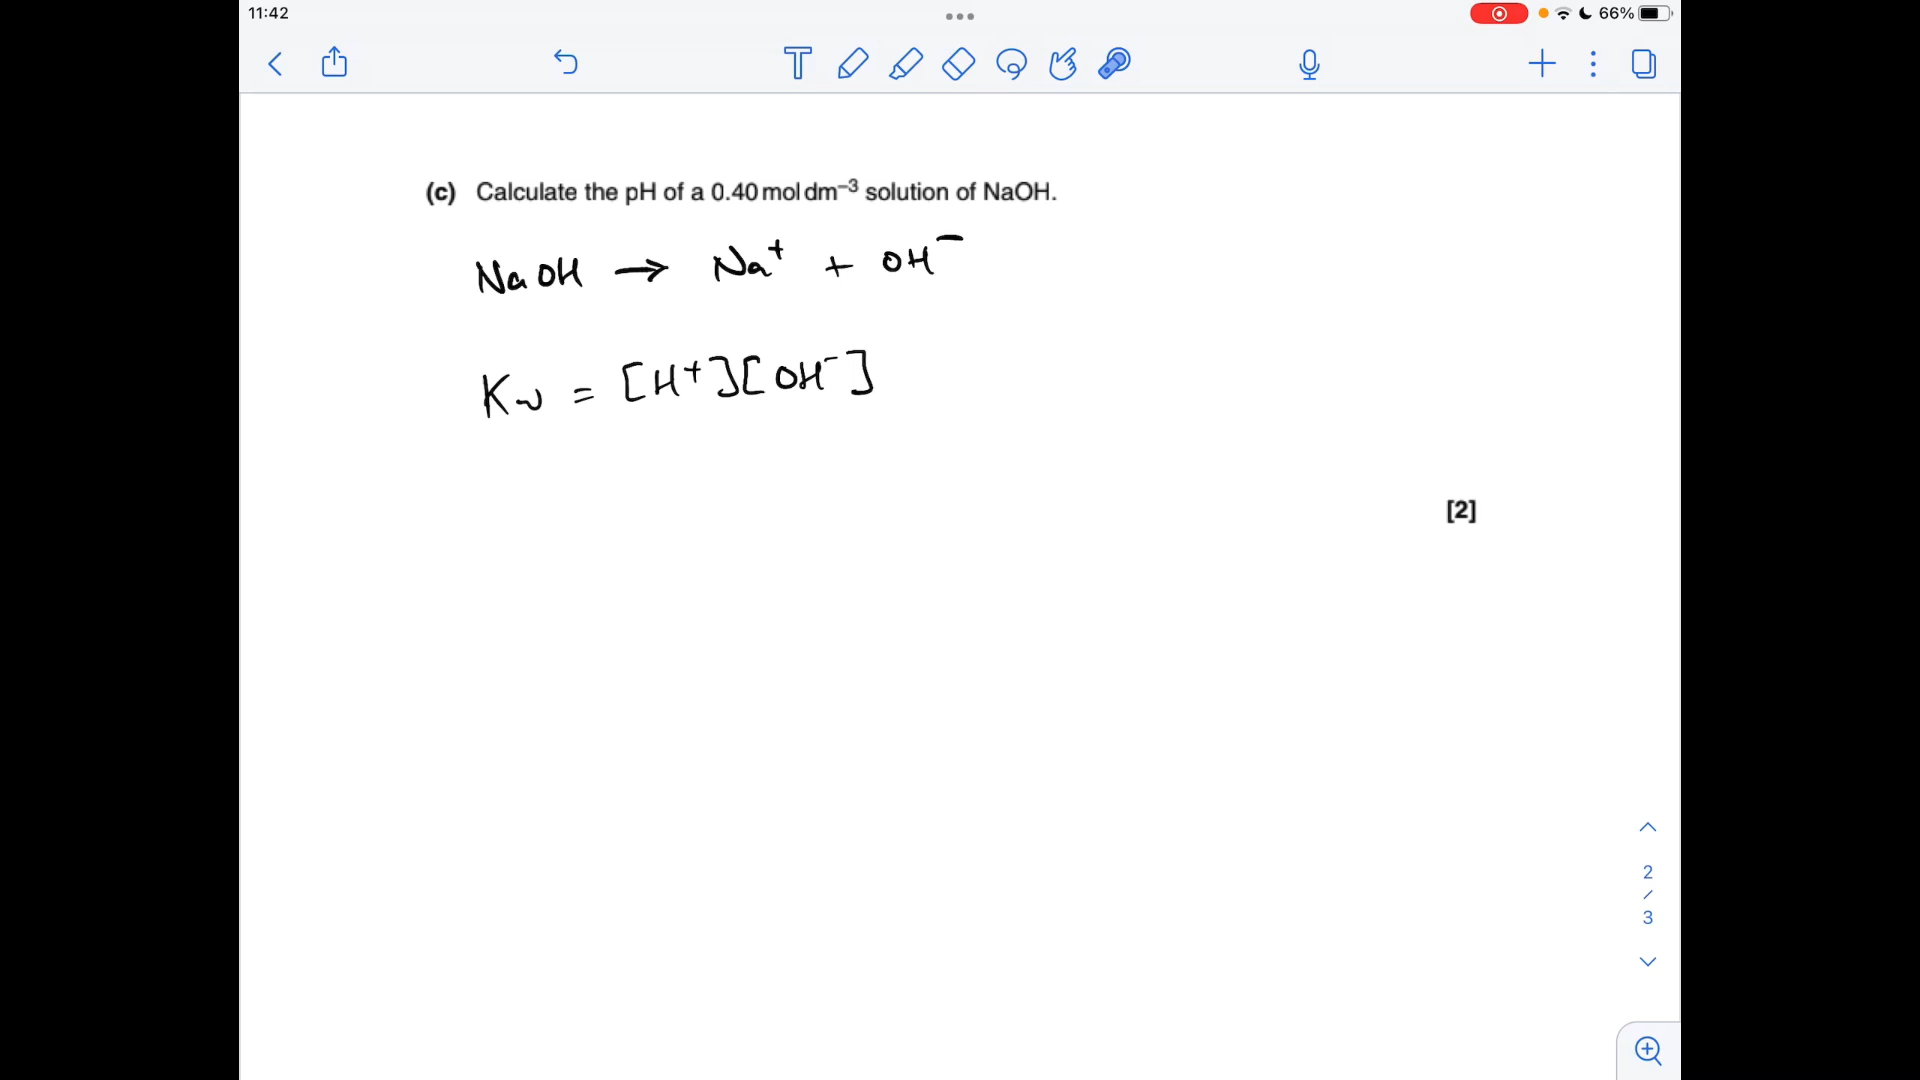 11:42
66%
(c) Calculate the pH of a 0.40 mol dm⁻³ solution of NaOH.
NaOH → Na⁺ + OH⁻
Kw = [H⁺][OH⁻]
[2]
2
/
3